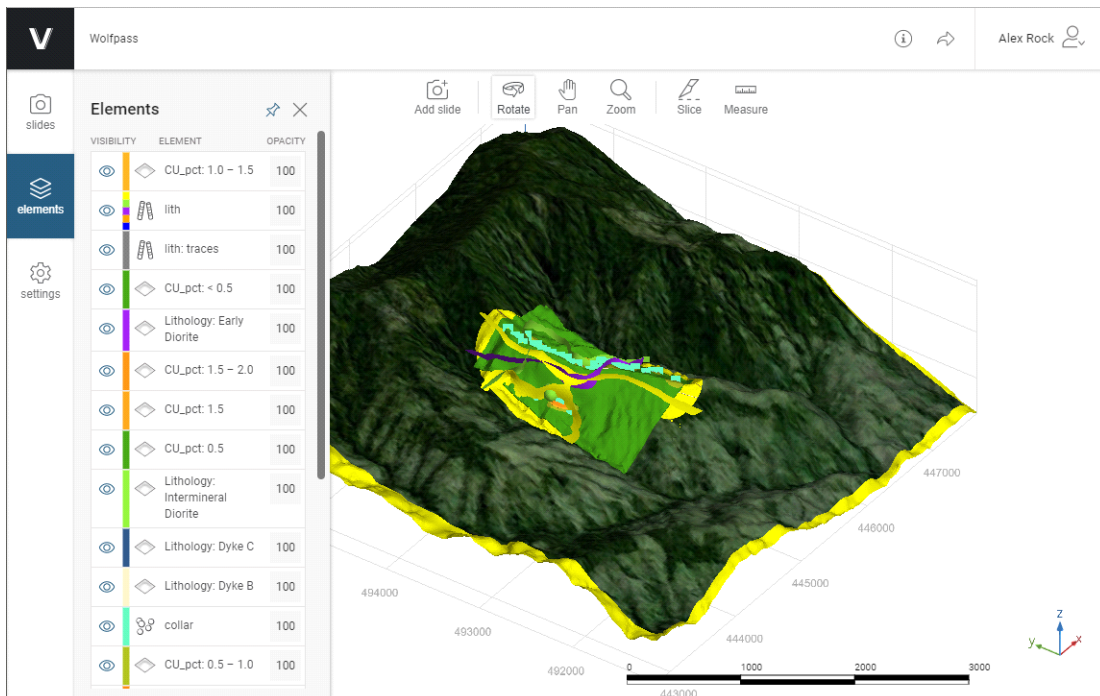 V
Wolfpass
Alex Rock
slides
elements
settings
Elements
VISIBILITY ELEMENT OPACITY
CU_pct: 1.0 – 1.5 100
lith 100
lith: traces 100
CU_pct: < 0.5 100
Lithology: Early
Diorite 100
CU_pct: 1.5 – 2.0 100
CU_pct: 1.5 100
CU_pct: 0.5 100
Lithology:
Intermineral 100
Diorite
Lithology: Dyke C 100
Lithology: Dyke B 100
collar 100
CU_pct: 0.5 – 1.0 100
Add slide Rotate Pan Zoom Slice Measure
447000
446000
445000
444000
443000
494000
493000
492000
0 1000 2000 3000
z
y x